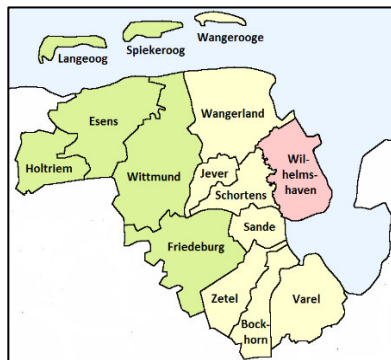 Spiekeroog
Wangerooge
Langeoog
Wangerland
Esens
Wil-
helms-
haven
Holtriem
Wittmund
Jever
Schortens
Sande
Friedeburg
Zetel
Bock-
horn
Varel